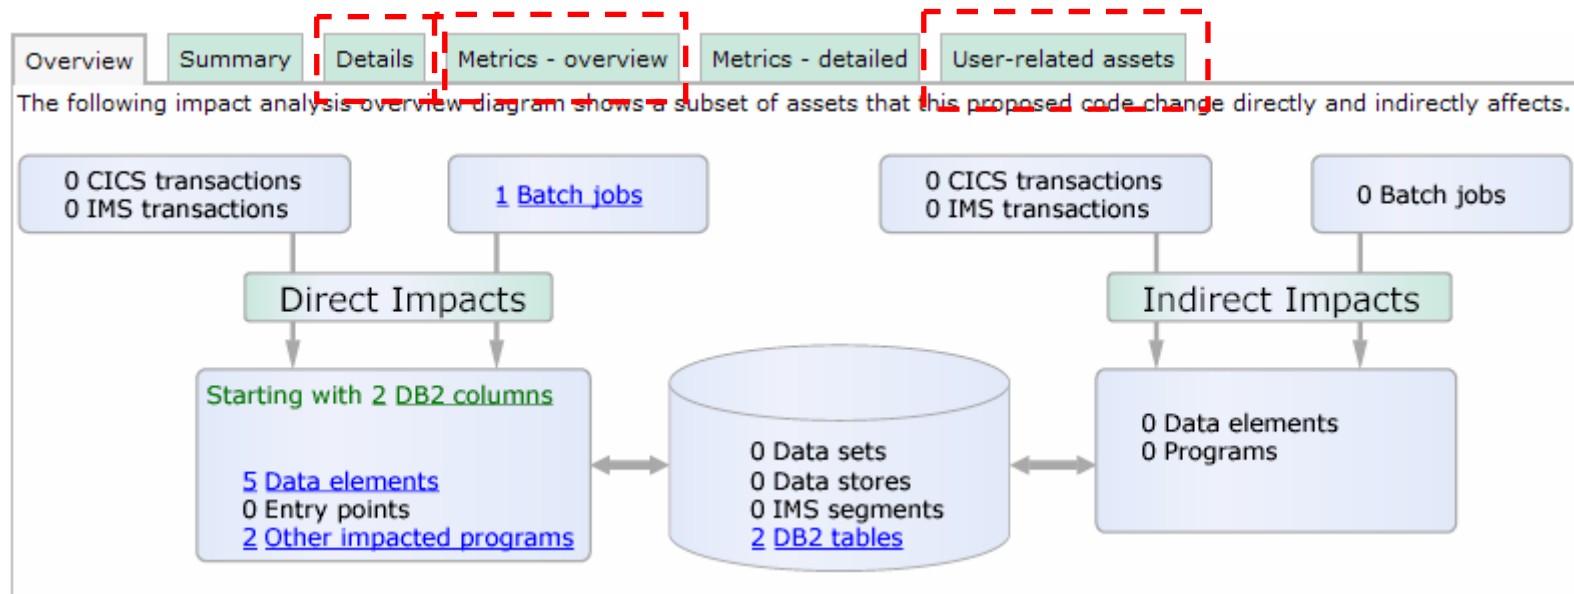 Overview Summary Details Metrics - overview Metrics - detailed User-related assets
The following impact analysis overview diagram shows a subset of assets that this proposed code change directly and indirectly affects.
0 CICS transactions
0 IMS transactions
1 Batch jobs
0 CICS transactions
0 IMS transactions
0 Batch jobs
Direct Impacts
Indirect Impacts
Starting with 2 DB2 columns
5 Data elements
0 Entry points
2 Other impacted programs
0 Data sets
0 Data stores
0 IMS segments
2 DB2 tables
0 Data elements
0 Programs